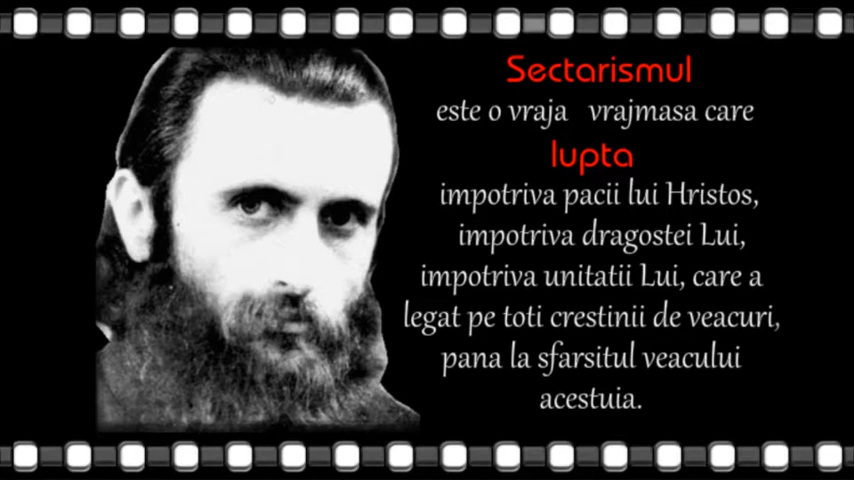 Sectarismul
este o vraja vrajmasa care
lupta
impotriva pacii lui Hristos,
impotriva dragostei Lui,
impotriva unitatii Lui, care a
legat pe toti crestinii de veacuri,
pana la sfarsitul veacului
acestuia.